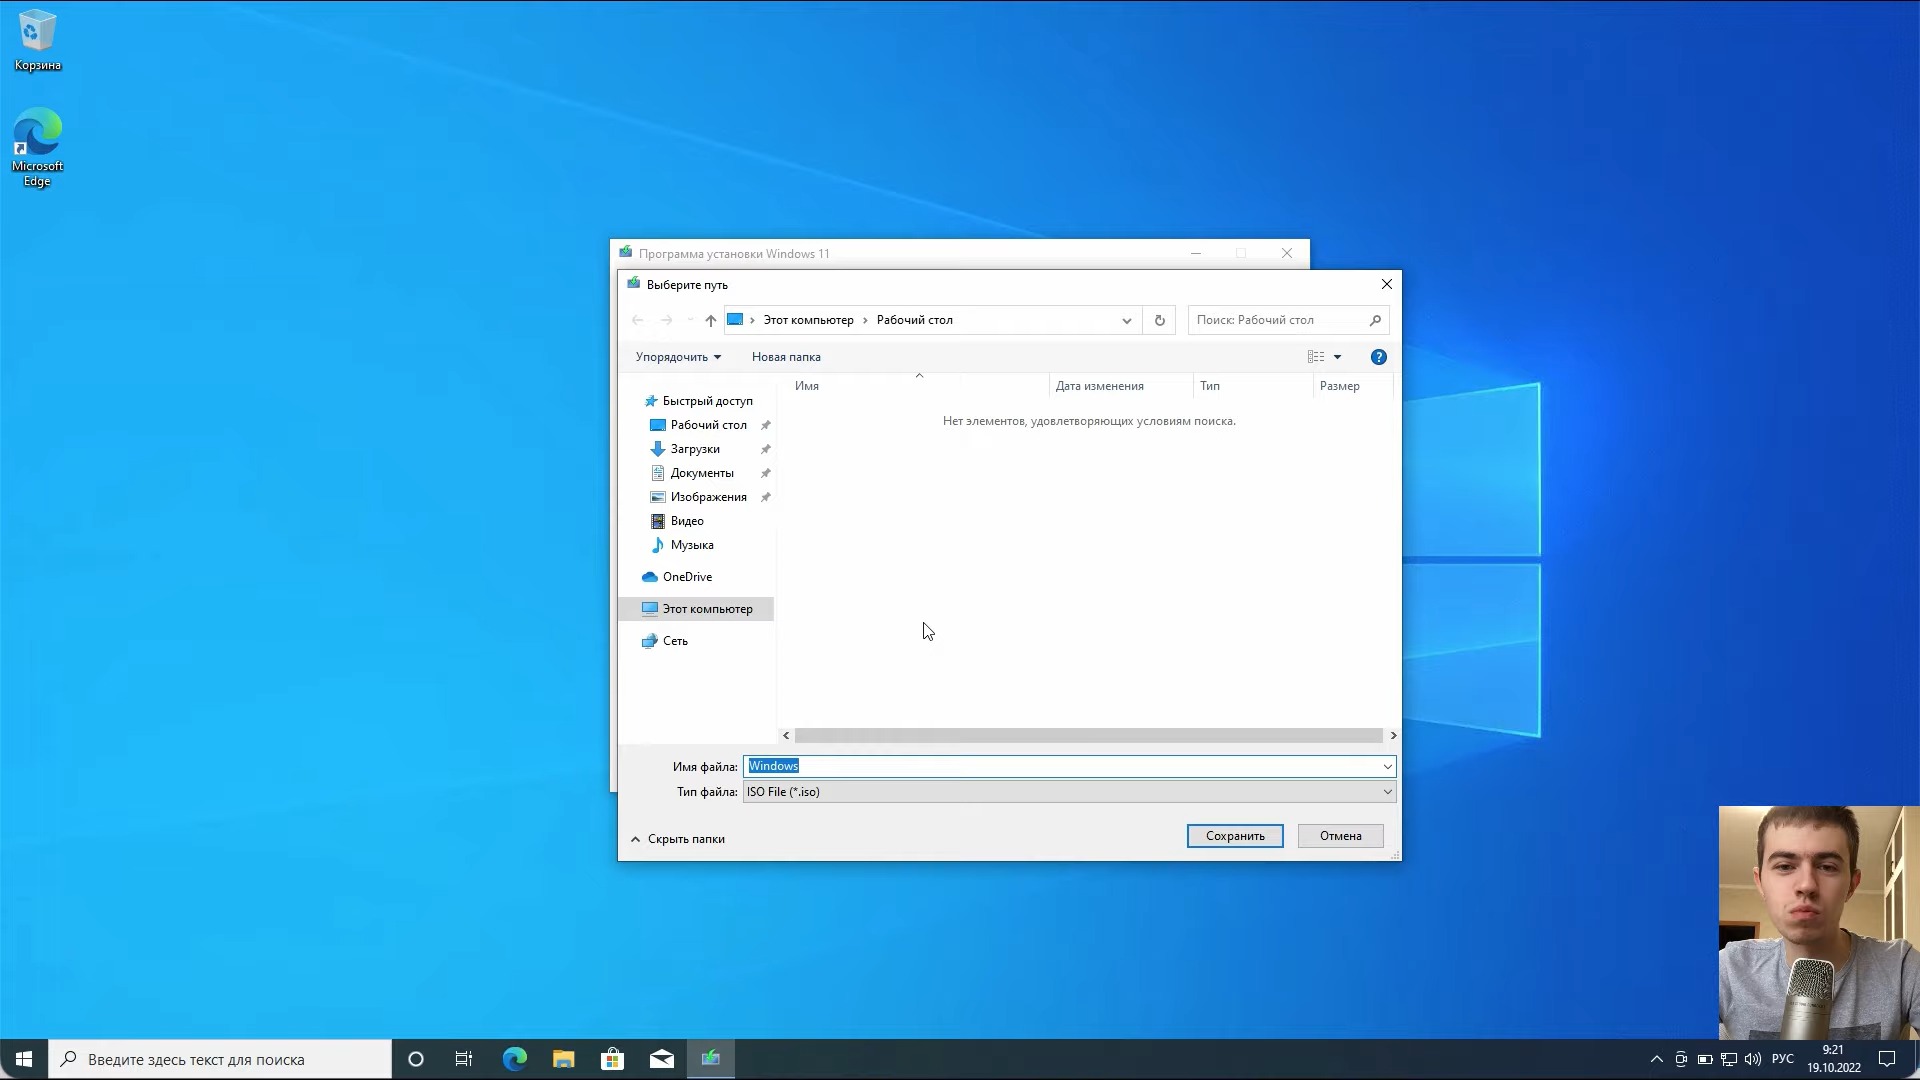 Корзина
Microsoft
Edge
Программа установки Windows 11
Выберите путь
Этот компьютер
Рабочий стол
Поиск: Рабочий стол
Упорядочить
Новая папка
Имя
Дата изменения
Тип
Размер
Нет элементов, удовлетворяющих условиям поиска.
Быстрый доступ
Рабочий стол
Загрузки
Документы
Изображения
Видео
Музыка
OneDrive
Этот компьютер
Сеть
Имя файла: Windows
Тип файла: ISO File (*.iso)
Скрыть папки
Сохранить
Отмена
Введите здесь текст для поиска
РУС
9:21
19.10.2022